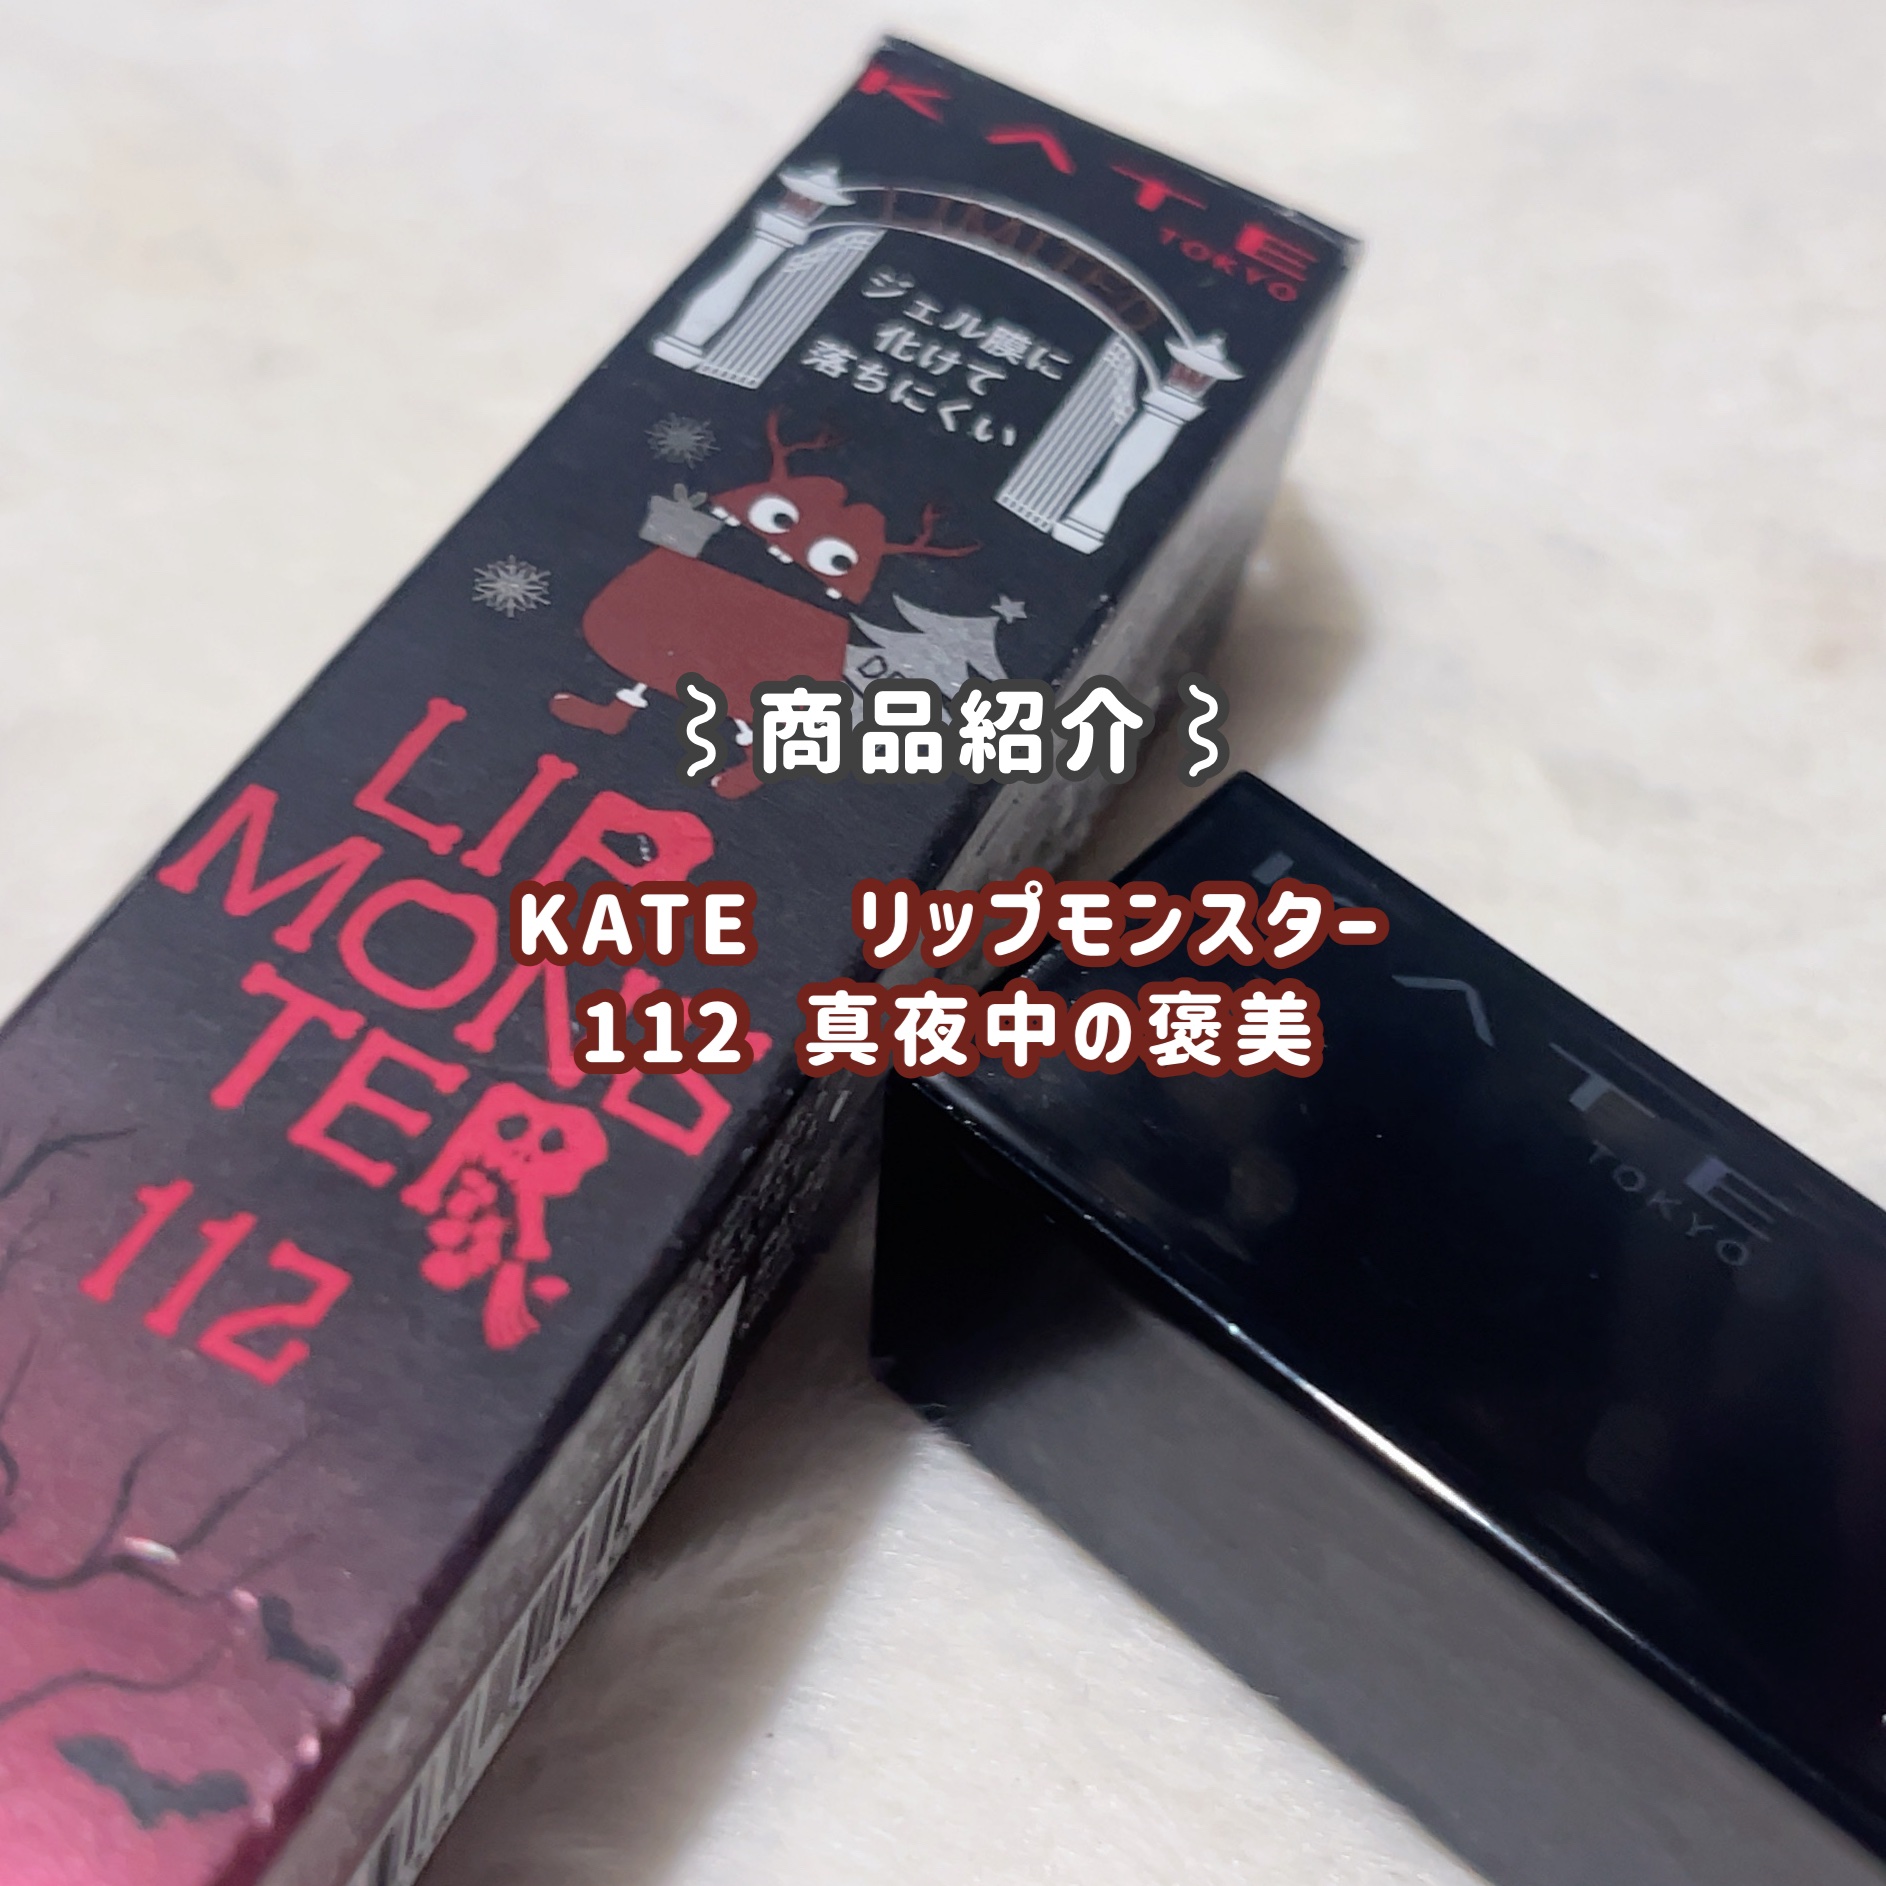 KATE
TOKYO
LIMITED
ジェル膜に
化けて
落ちにくい
商品紹介
LIP
MONS
TER
112
KATE リップモンスター
112 真夜中の褒美
KATE
TOKYO